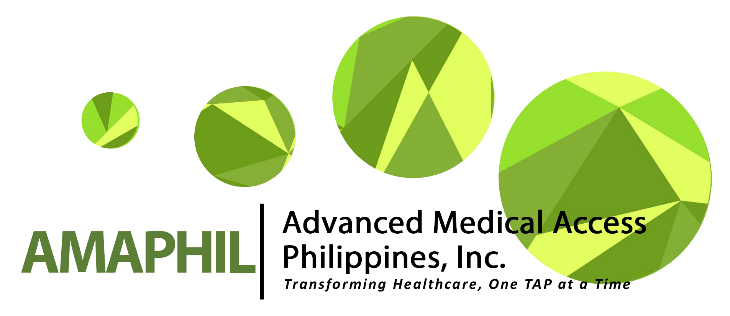 AMAPHIL
Advanced Medical Access
Philippines, Inc.
Transforming Healthcare, One TAP at a Time